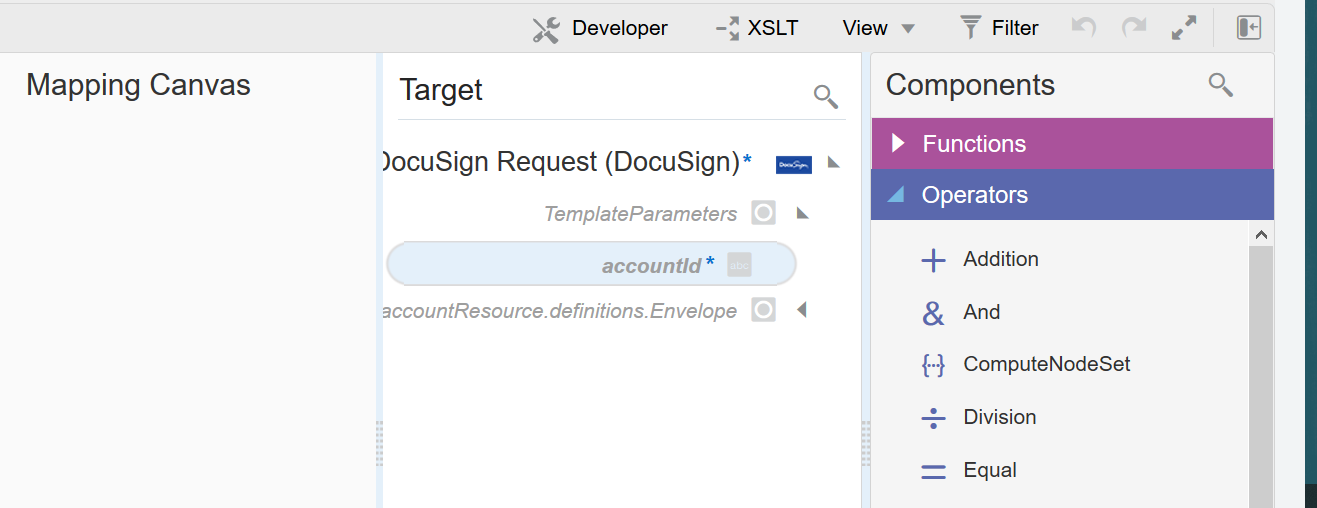 Developer XSLT View Filter
Mapping Canvas
Target
DocuSign Request (DocuSign)*
DocuSign
TemplateParameters
accountId*
abc
accountResource.definitions.Envelope
Components
Functions
Operators
Addition
& And
{...} ComputeNodeSet
Division
Equal